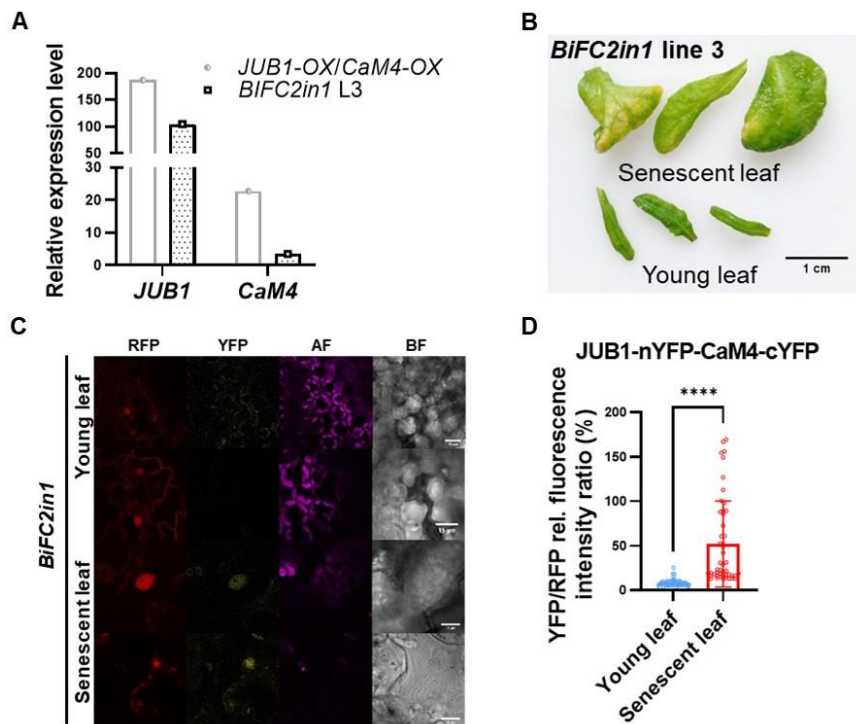 A
Relative expression level
200
150
100
50
30
20
10
0
JUB1-OX/CaM4-OX
BIFC2in1 L3
JUB1
CaM4
B
BiFC2in1 line 3
Senescent leaf
Young leaf
1 cm
C
RFP
YFP
AF
BF
BiFC2in1
Young leaf
Senescent leaf
15 µm
D
JUB1-nYFP-CaM4-cYFP
****
YFP/RFP rel. fluorescence
intensity ratio (%)
200
150
100
50
0
Young leaf
Senescent leaf